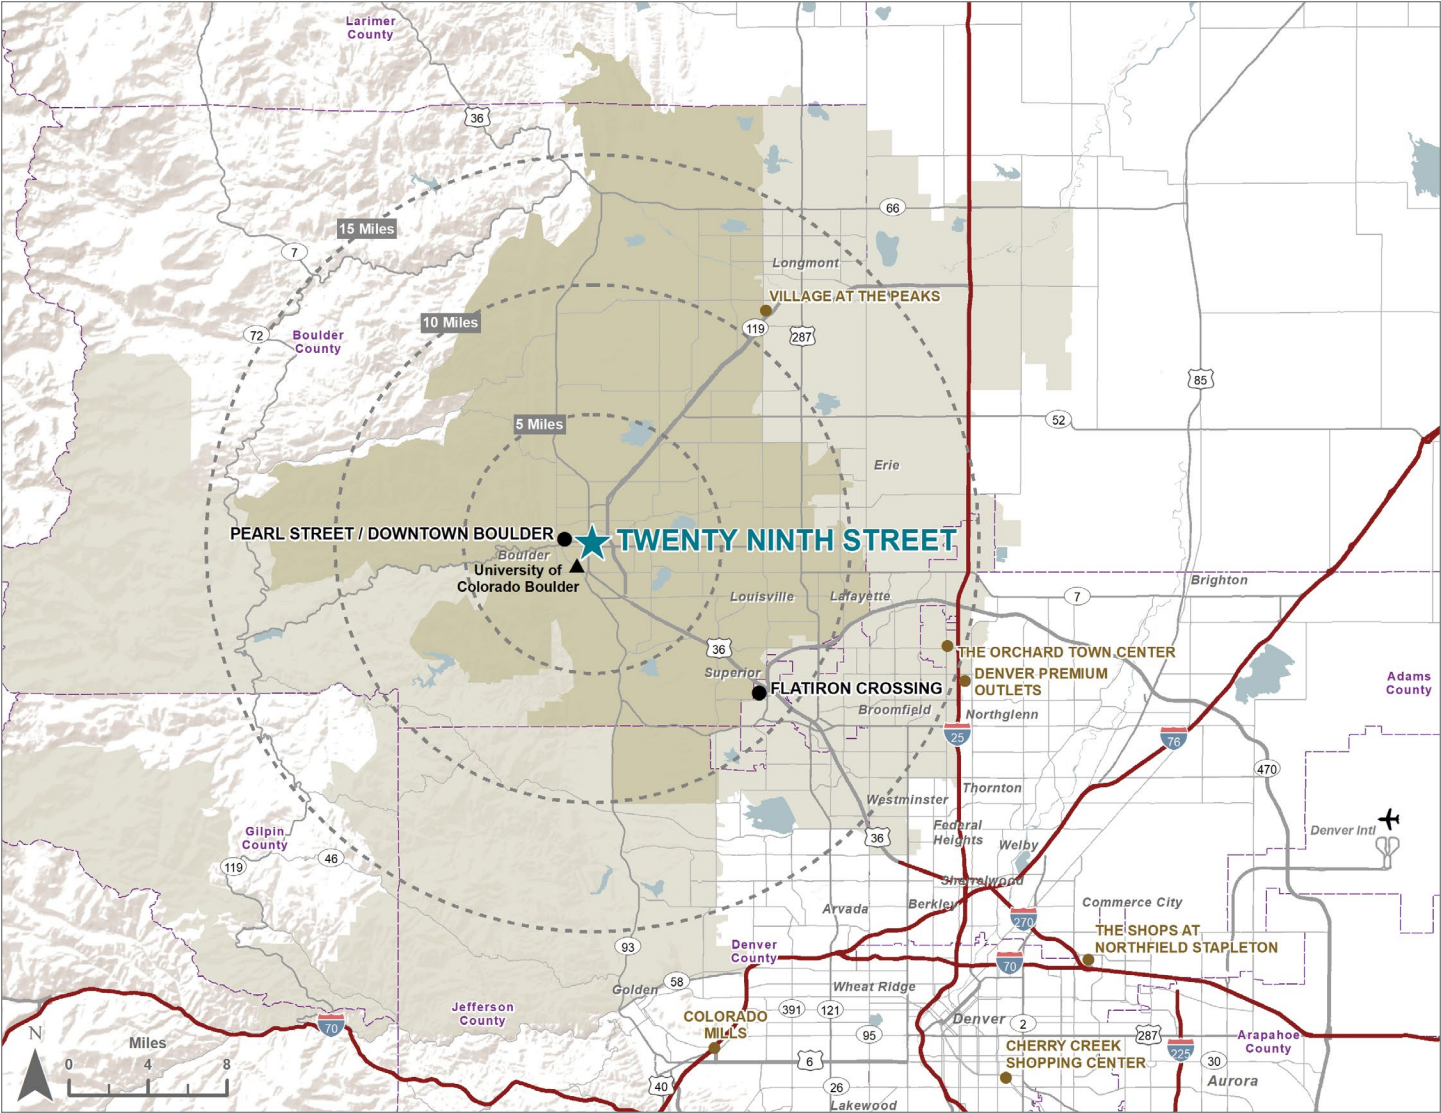 Larimer
County
36
15 Miles
66
7
Longmont
VILLAGE AT THE PEAKS
10 Miles
119
287
72
Boulder
County
85
5 Miles
52
Erie
PEARL STREET / DOWNTOWN BOULDER
TWENTY NINTH STREET
Boulder
University of
Colorado Boulder
Brighton
Louisville
Lafayette
7
36
THE ORCHARD TOWN CENTER
Superior
DENVER PREMIUM
OUTLETS
FLATIRON CROSSING
Adams
County
Broomfield
Northglenn
25
76
470
Thornton
Westminster
Federal
Heights
Gilpin
County
36
Welby
Denver Intl
119
46
Sherrelwood
Berkley
Commerce City
Arvada
270
THE SHOPS AT
NORTHFIELD STAPLETON
93
Denver
County
70
58
Golden
Wheat Ridge
Jefferson
County
391
121
COLORADO
MILLS
Denver
2
70
95
287
Arapahoe
County
N
Miles
0 4 8
CHERRY CREEK
SHOPPING CENTER
225
6
30
40
26
Aurora
Lakewood